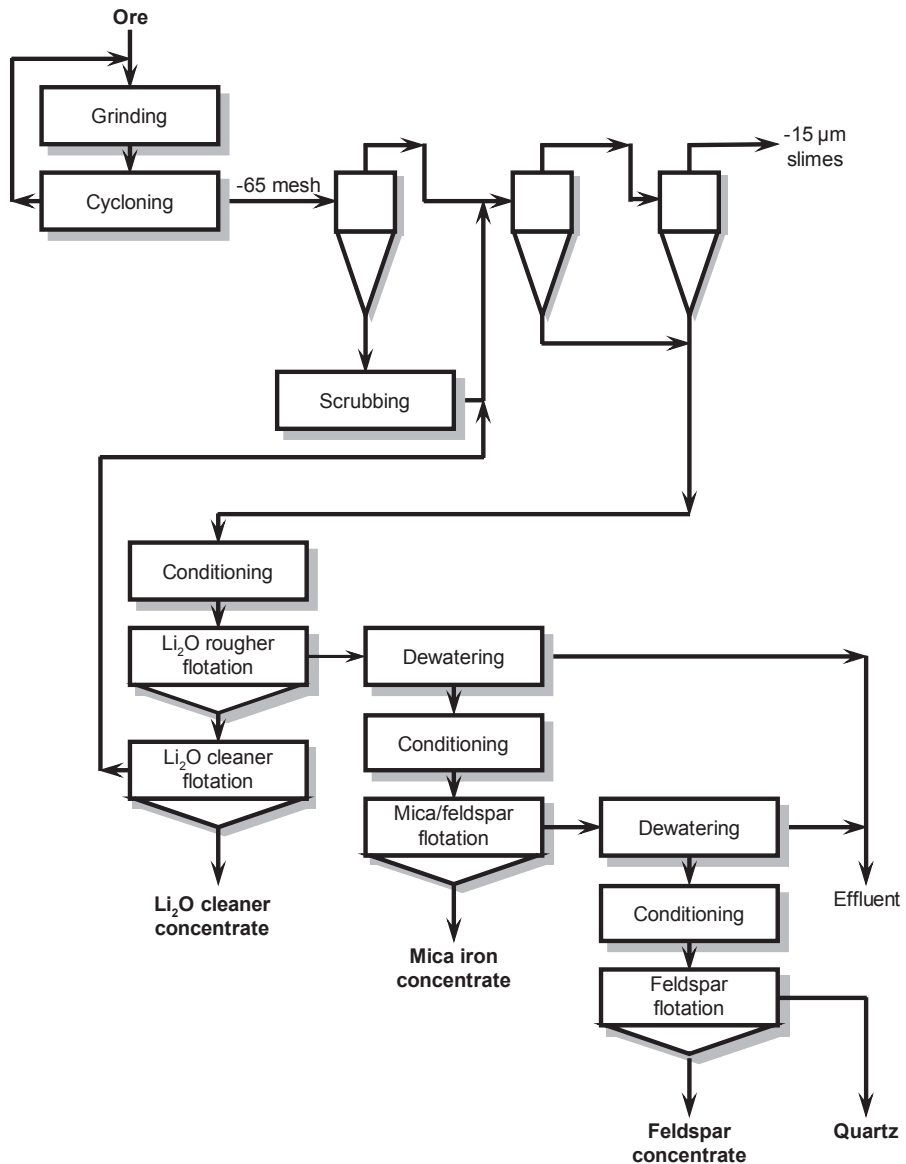 Ore
Grinding
-15 µm
slimes
Cycloning
-65 mesh
Scrubbing
Conditioning
Li₂O rougher
flotation
Dewatering
Conditioning
Li₂O cleaner
flotation
Mica/feldspar
flotation
Dewatering
Li₂O cleaner
concentrate
Conditioning
Effluent
Mica iron
concentrate
Feldspar
flotation
Feldspar
concentrate
Quartz